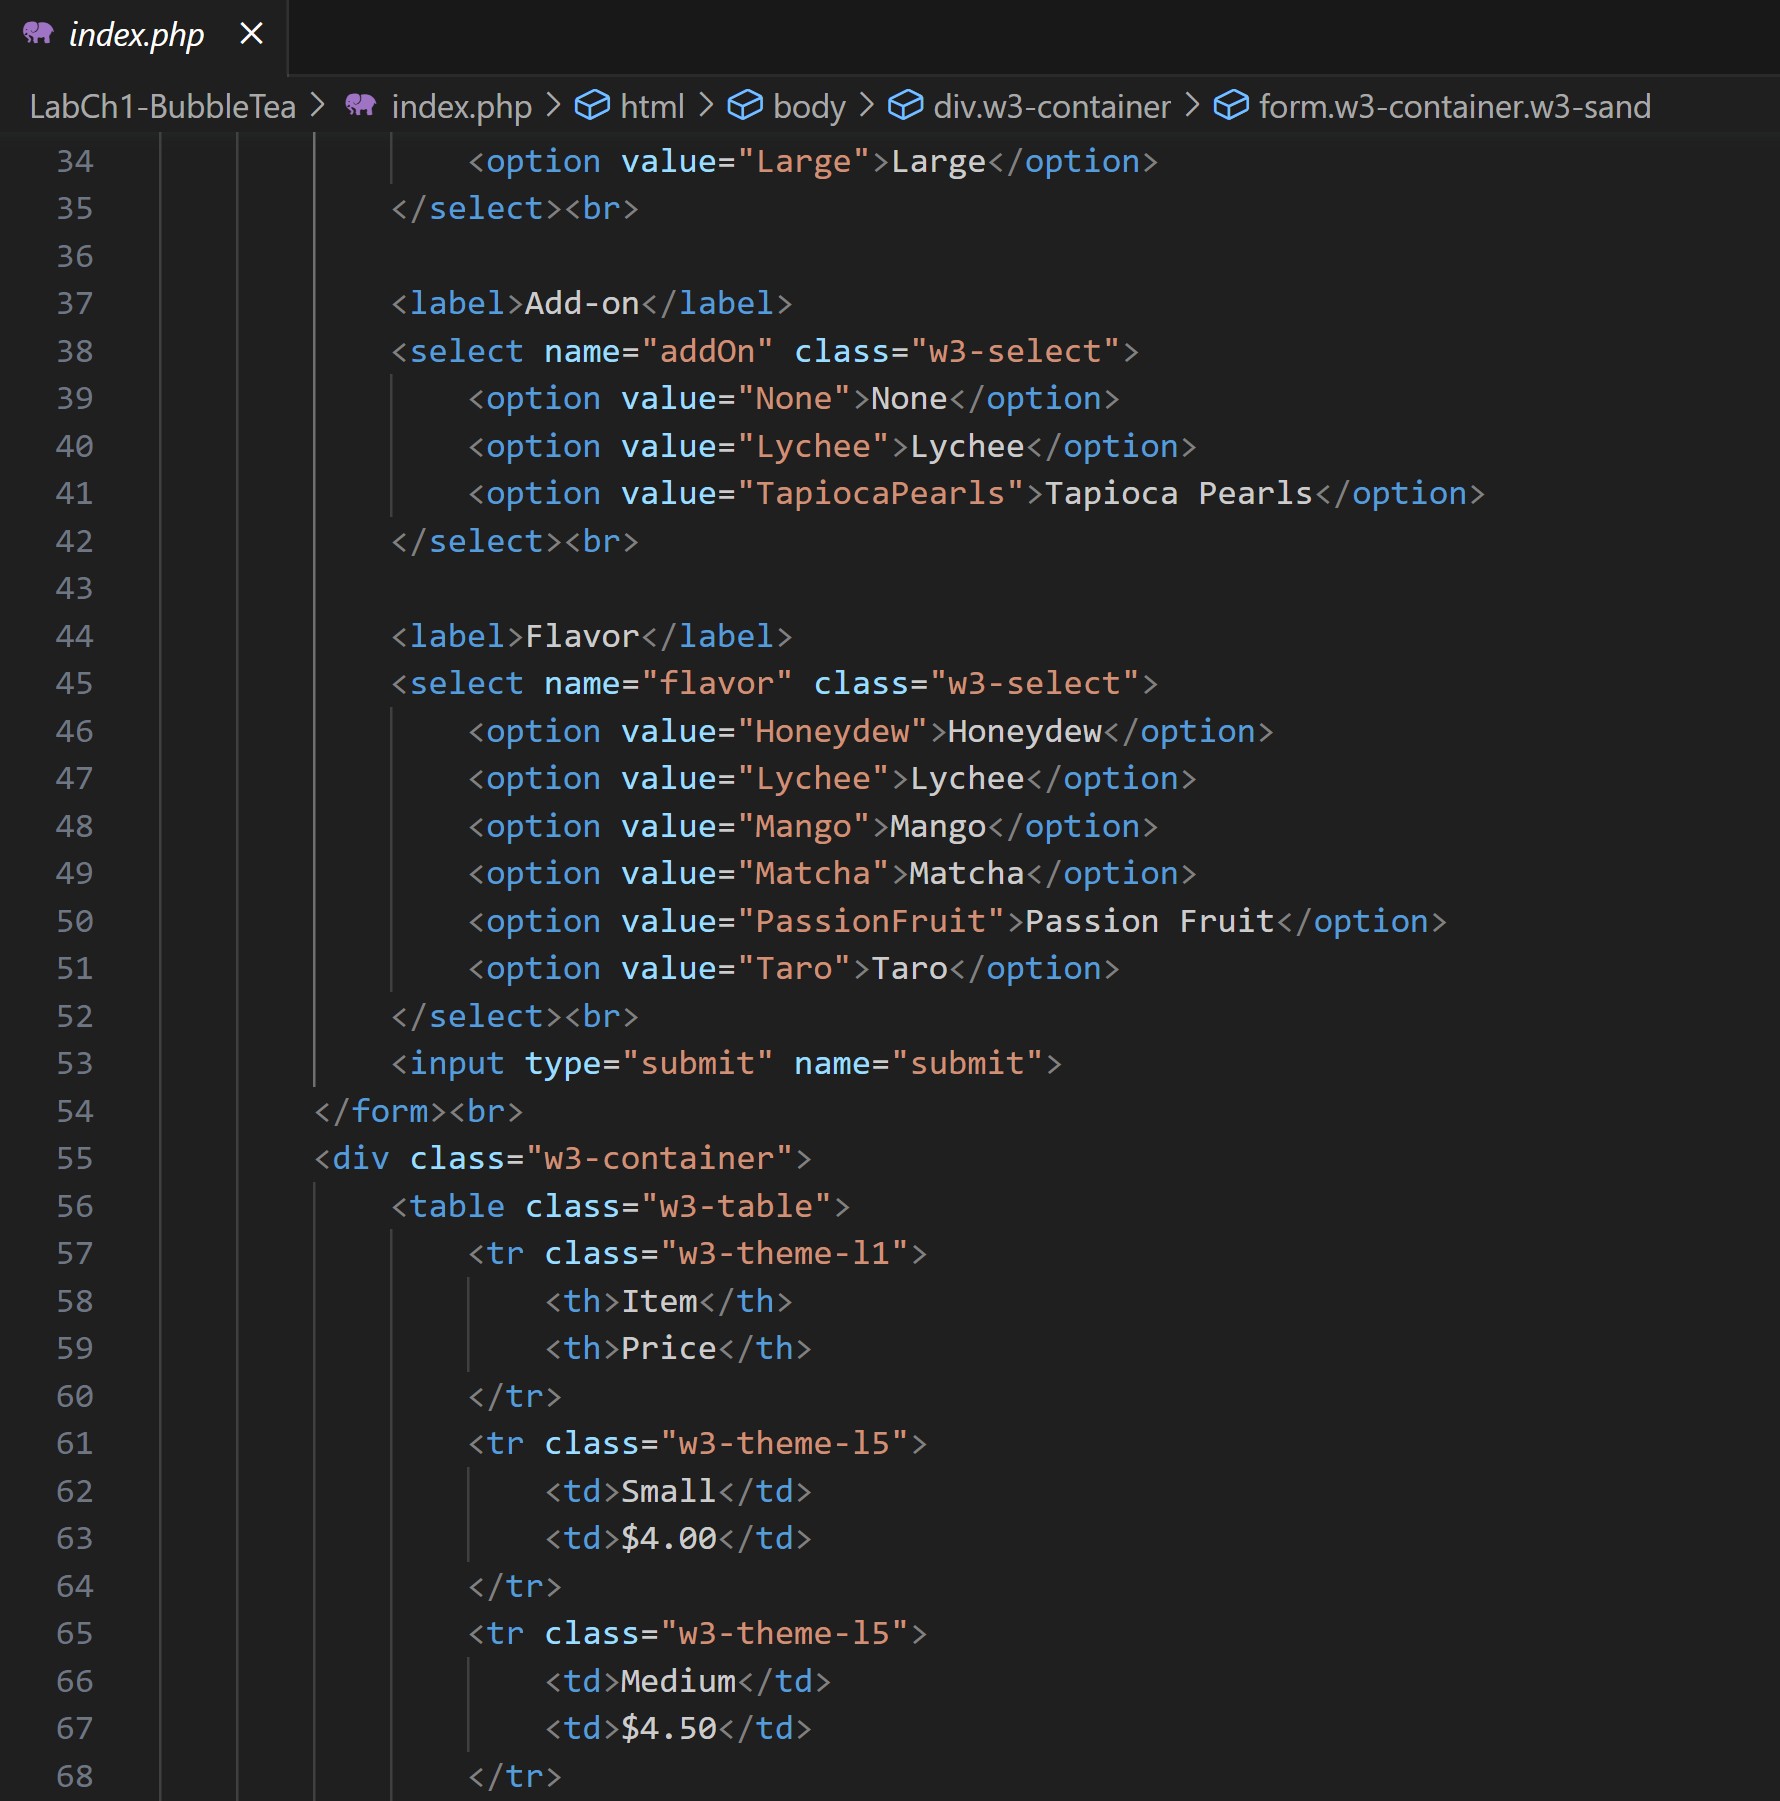 index.php ×
LabCh1-BubbleTea > index.php > html > body > div.w3-container > form.w3-container.w3-sand
34 <option value="Large">Large</option>
35 </select><br>
36
37 <label>Add-on</label>
38 <select name="addOn" class="w3-select">
39 <option value="None">None</option>
40 <option value="Lychee">Lychee</option>
41 <option value="TapiocaPearls">Tapioca Pearls</option>
42 </select><br>
43
44 <label>Flavor</label>
45 <select name="flavor" class="w3-select">
46 <option value="Honeydew">Honeydew</option>
47 <option value="Lychee">Lychee</option>
48 <option value="Mango">Mango</option>
49 <option value="Matcha">Matcha</option>
50 <option value="PassionFruit">Passion Fruit</option>
51 <option value="Taro">Taro</option>
52 </select><br>
53 <input type="submit" name="submit">
54 </form><br>
55 <div class="w3-container">
56 <table class="w3-table">
57 <tr class="w3-theme-l1">
58 <th>Item</th>
59 <th>Price</th>
60 </tr>
61 <tr class="w3-theme-l5">
62 <td>Small</td>
63 <td>$4.00</td>
64 </tr>
65 <tr class="w3-theme-l5">
66 <td>Medium</td>
67 <td>$4.50</td>
68 </tr>